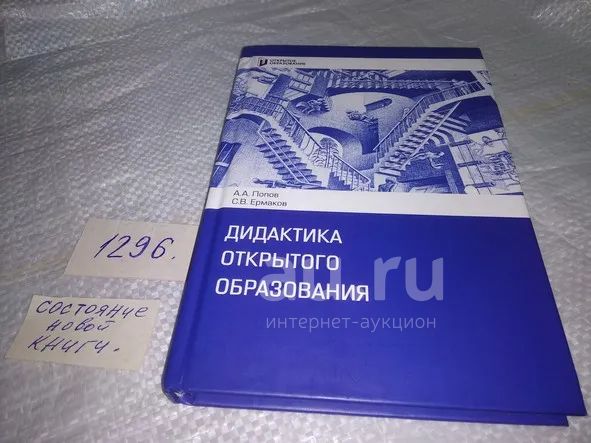 ОТКРЫТОЕ
ОБРАЗОВАНИЕ
А.А. Попов
С.В. Ермаков
ДИДАКТИКА
ОТКРЫТОГО
ОБРАЗОВАНИЯ
1296.
состояние
новой
книги.
au.ru
интернет-аукцион